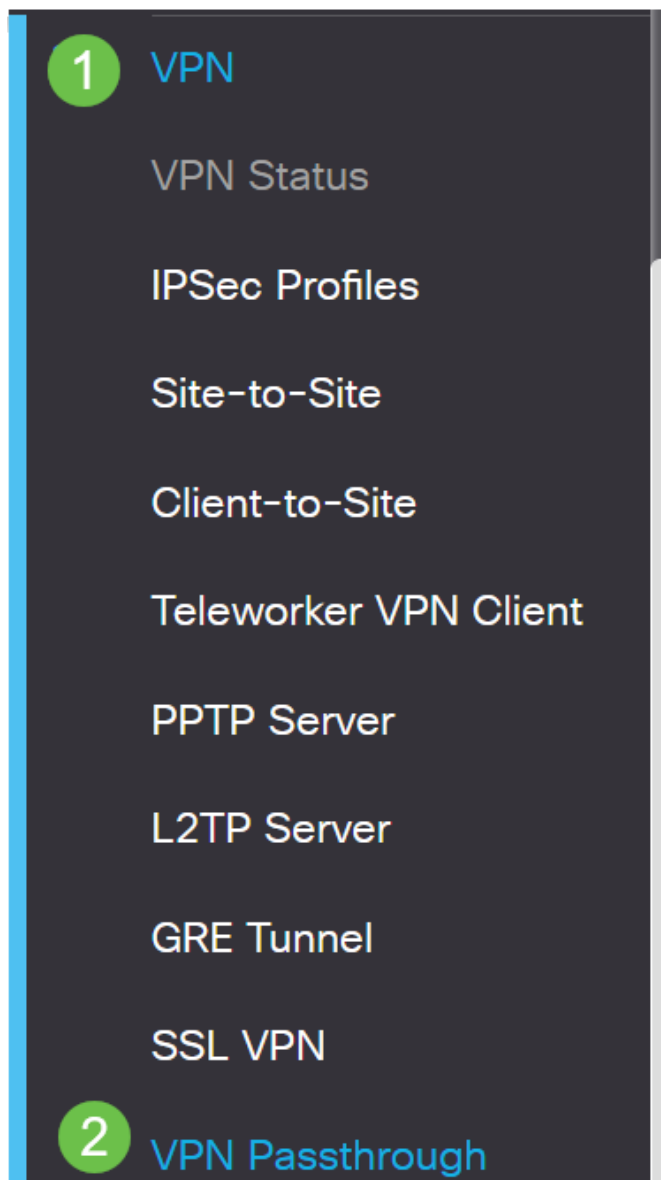 1 VPN
VPN Status
IPSec Profiles
Site-to-Site
Client-to-Site
Teleworker VPN Client
PPTP Server
L2TP Server
GRE Tunnel
SSL VPN
2 VPN Passthrough